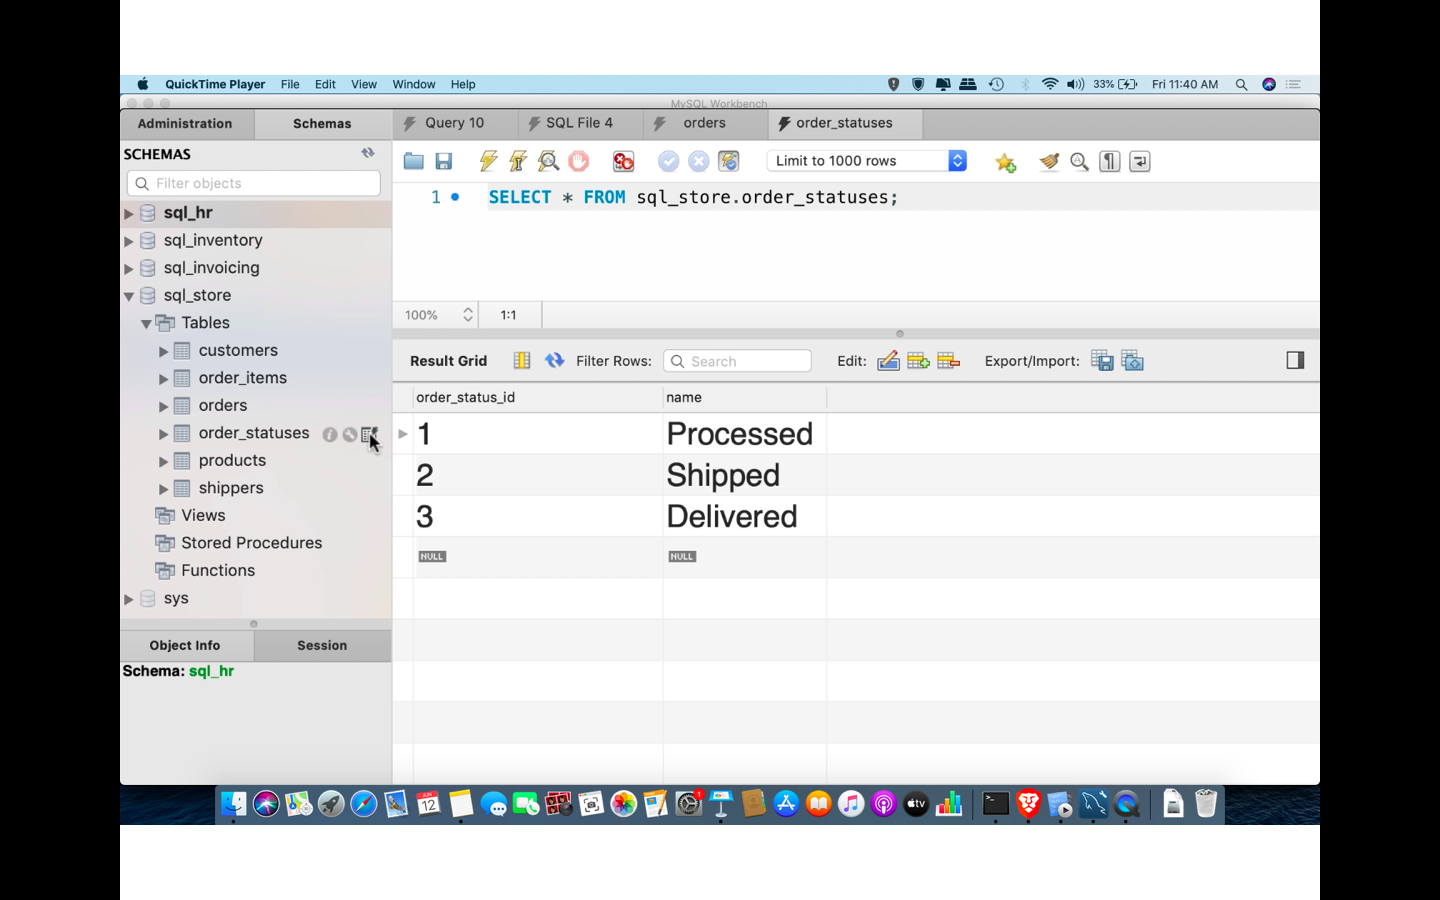 QuickTime Player File Edit View Window Help 33% Fri 11:40 AM
MySQL Workbench
Administration Schemas Query 10 SQL File 4 orders order_statuses
SCHEMAS
Limit to 1000 rows
Filter objects
1 SELECT * FROM sql_store.order_statuses;
sql_hr
sql_inventory
sql_invoicing
sql_store
Tables
customers
order_items
orders
order_statuses
products
shippers
Views
Stored Procedures
Functions
sys
Object Info Session
Schema: sql_hr
100% 1:1
Result Grid Filter Rows: Search Edit: Export/Import:
order_status_id name
1 Processed
2 Shipped
3 Delivered
NULL NULL
JUN
12
tv
1